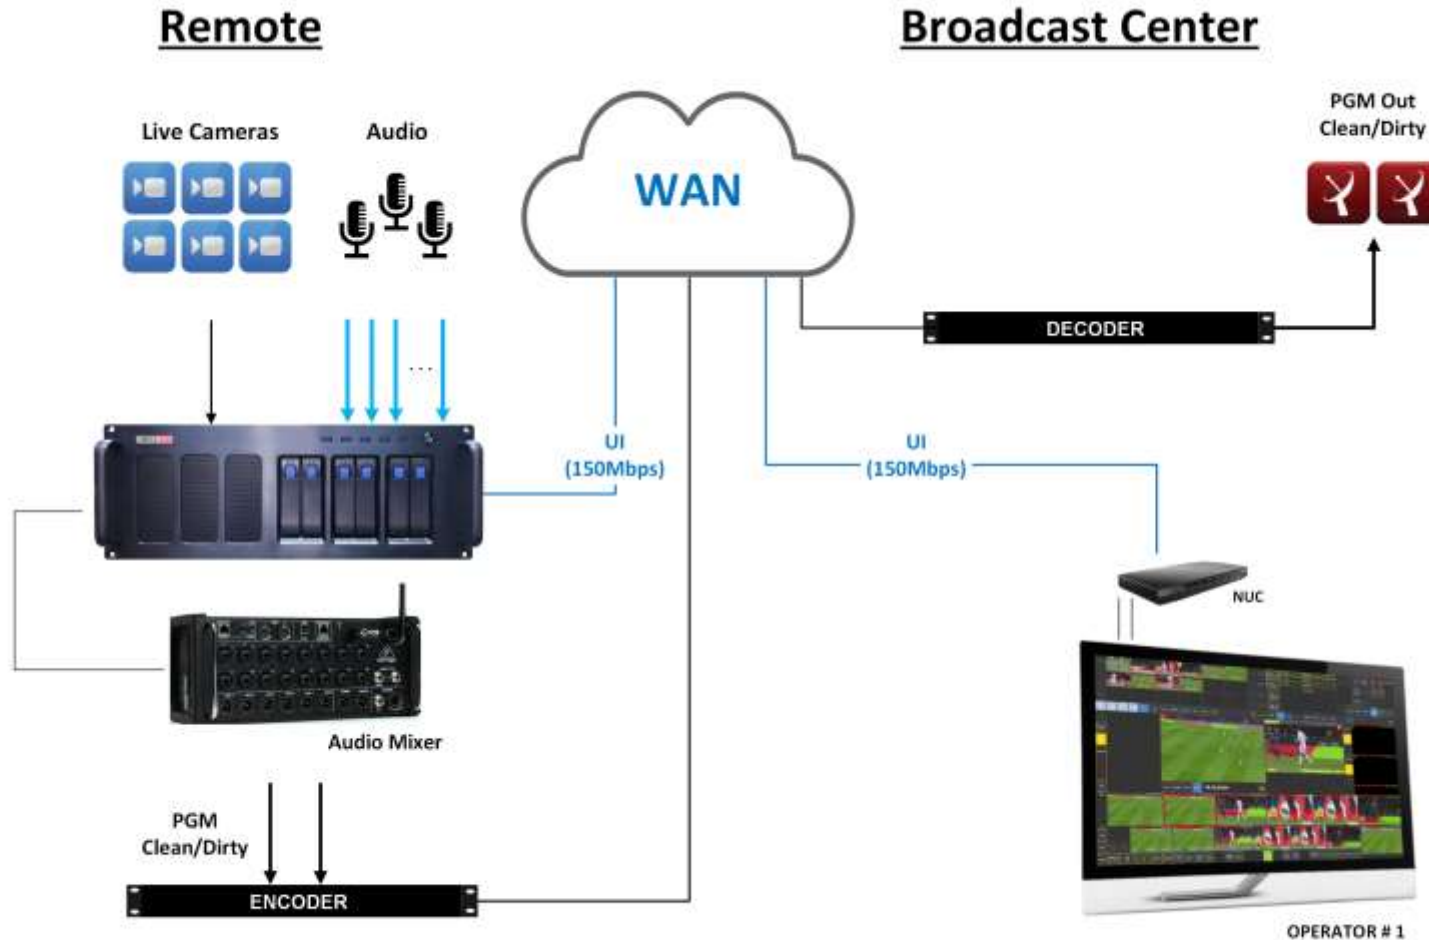 Remote
Broadcast Center
Live Cameras
Audio
WAN
PGM Out
Clean/Dirty
DECODER
...
UI
(150Mbps)
UI
(150Mbps)
NUC
Audio Mixer
PGM
Clean/Dirty
ENCODER
OPERATOR # 1